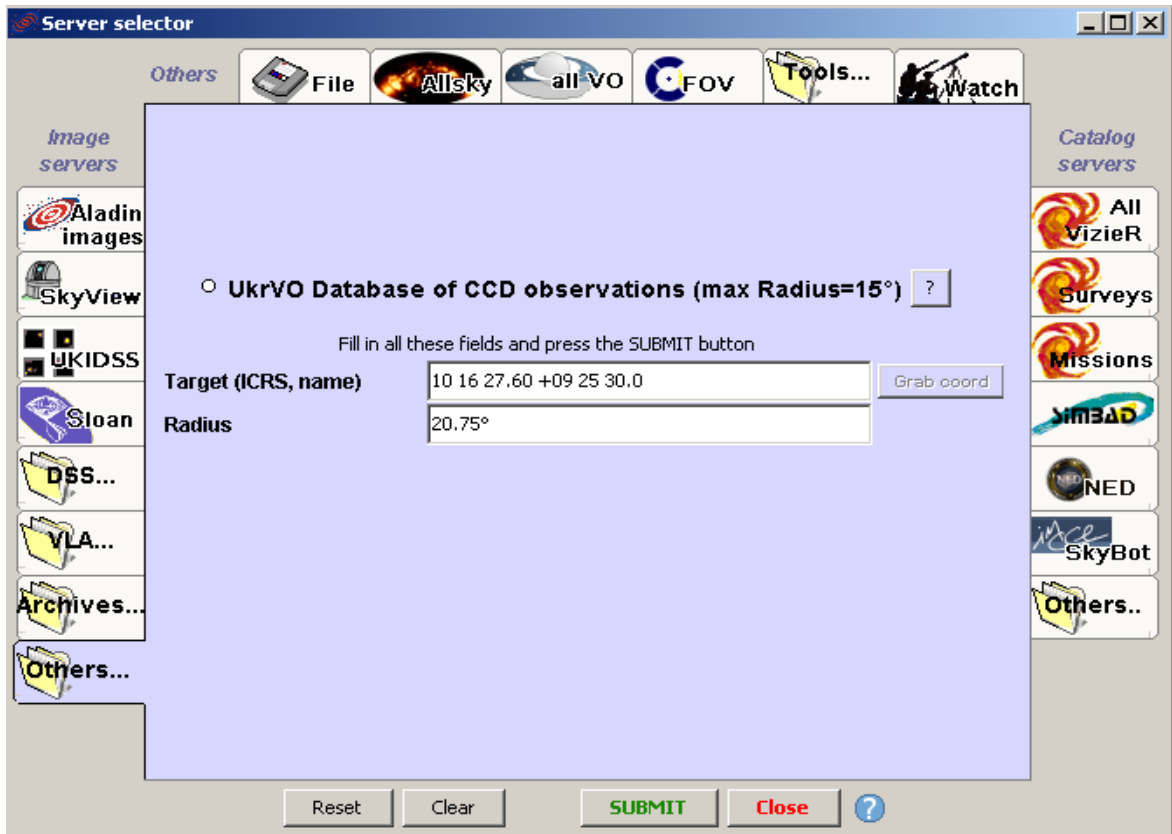 Server selector
Others
File
Allsky
all VO
FOV
Tools...
Watch
Image
servers
Aladin
images
SkyView
UKIDSS
Sloan
DSS...
VLA...
Archives...
Others...
UkrVO Database of CCD observations (max Radius=15°) ?
Fill in all these fields and press the SUBMIT button
Target (ICRS, name) 10 16 27.60 +09 25 30.0 Grab coord
Radius 20.75°
Catalog
servers
All
VizieR
Surveys
Missions
SIMBAD
NED
SkyBot
Others..
Reset Clear SUBMIT Close ?